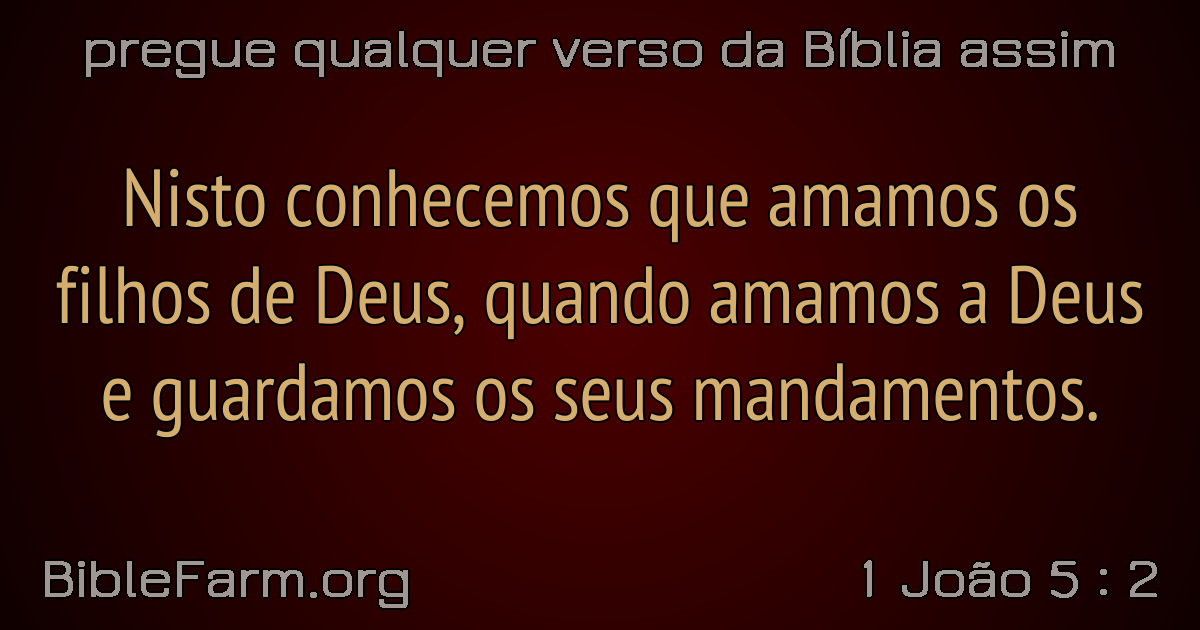 pregue qualquer verso da Bíblia assim
Nisto conhecemos que amamos os
filhos de Deus, quando amamos a Deus
e guardamos os seus mandamentos.
BibleFarm.org
1 João 5 : 2